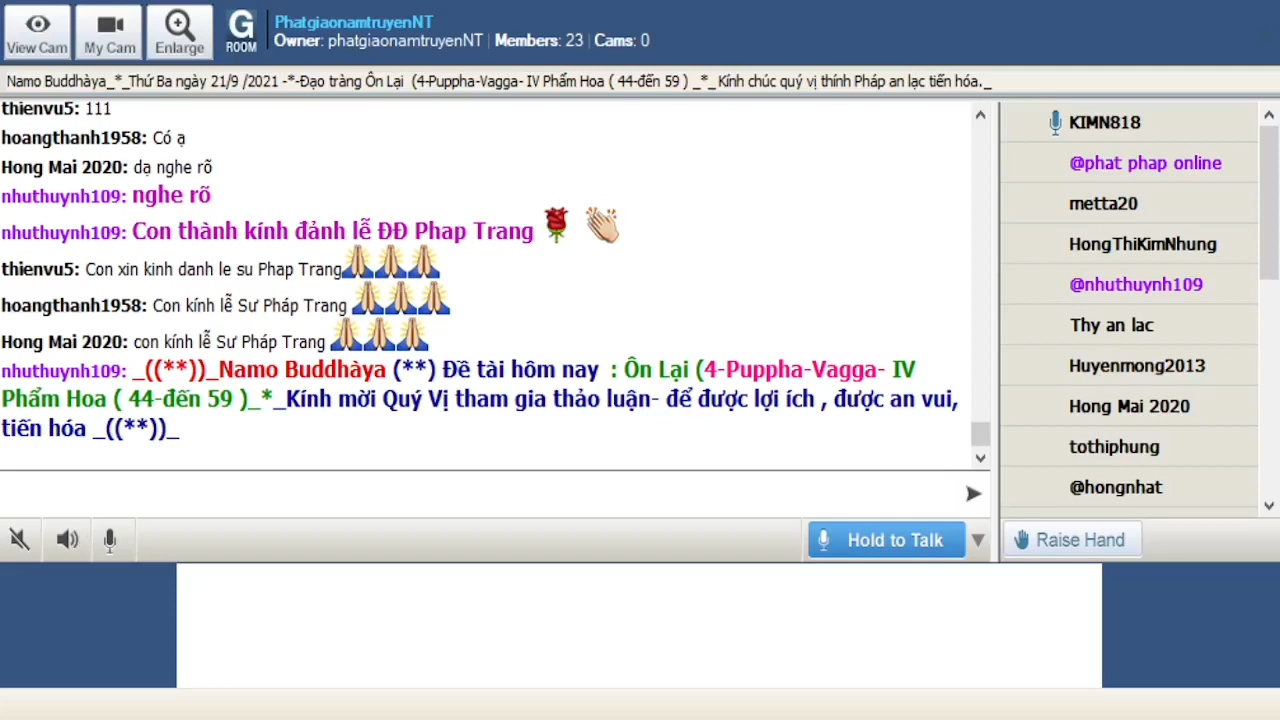 View Cam
My Cam
Enlarge
G
ROOM
PhatgiaonamtruyenNT
Owner: phatgiaonamtruyenNT | Members: 23 | Cams: 0
Namo Buddhàya_*_Thứ Ba ngày 21/9 /2021 -*-Đạo tràng Ôn Lại  (4-Puppha-Vagga- IV Phẩm Hoa ( 44-đến 59 ) _*_ Kính chúc quý vị thính Pháp an lạc tiến hóa._
thienvu5: 111
hoangthanh1958: Có ạ
Hong Mai 2020: dạ nghe rõ
nhuthuynh109: nghe rõ
nhuthuynh109: Con thành kính đảnh lễ ĐĐ Phap Trang
thienvu5: Con xin kinh danh le su Phap Trang
hoangthanh1958: Con kính lễ Sư Pháp Trang
Hong Mai 2020: con kính lễ Sư Pháp Trang
nhuthuynh109: _((**))_Namo Buddhàya (**) Đề tài hôm nay  : Ôn Lại (4-Puppha-Vagga- IV
Phẩm Hoa ( 44-đến 59 )_*_Kính mời Quý Vị tham gia thảo luận- để được lợi ích , được an vui,
tiến hóa _((**))_
KIMN818
@phat phap online
metta20
HongThiKimNhung
@nhuthuynh109
Thy an lac
Huyenmong2013
Hong Mai 2020
tothiphung
@hongnhat
Hold to Talk
Raise Hand